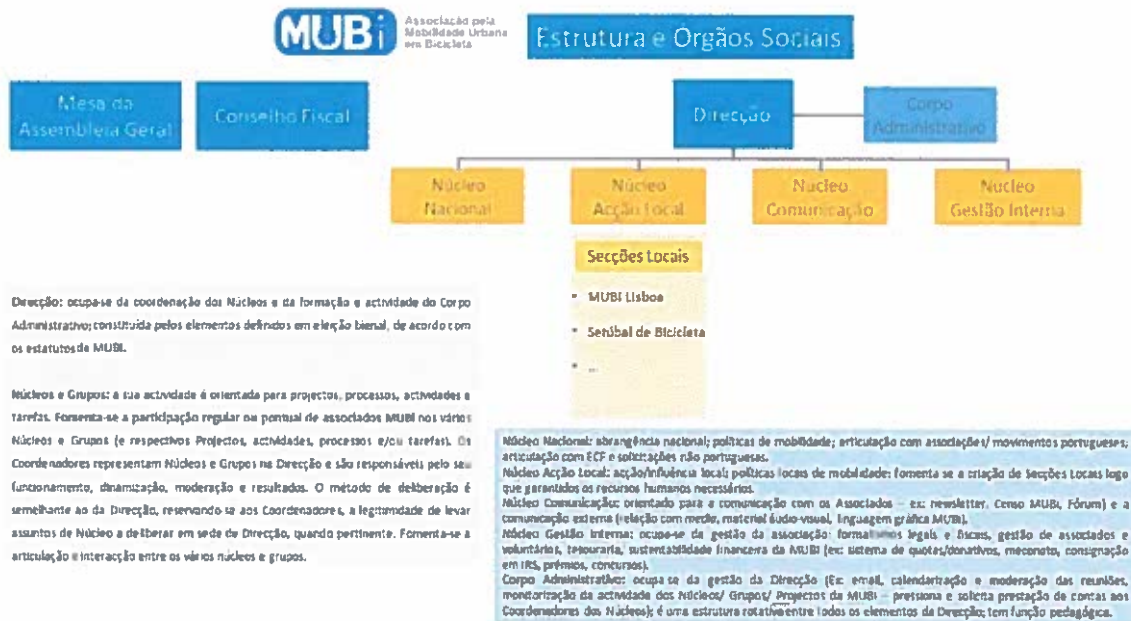 MUBi
Associação pela
Mobilidade Urbana
em Bicicleta
Estrutura e Órgãos Sociais
Mesa da
Assembleia Geral
Conselho Fiscal
Direcção
Corpo
Administrativo
Núcleo
Nacional
Núcleo
Acção Local
Núcleo
Comunicação
Núcleo
Gestão Interna
Secções Locais
• MUBI Lisboa
• Setúbal de Bicicleta
• ...
Direcção: ocupa-se da coordenação dos Núcleos e da formação e actividade do Corpo
Administrativo; constituída pelos elementos definidos em eleição bienal, de acordo com
os estatutos da MUBI.
Núcleos e Grupos: a sua actividade é orientada para projectos, processos, actividades e
tarefas. Fomenta-se a participação regular ou pontual de associados MUBI nos vários
Núcleos e Grupos (e respectivos Projectos, actividades, processos e/ou tarefas). Os
Coordenadores representam Núcleos e Grupos na Direcção e são responsáveis pelo seu
funcionamento, dinamização, moderação e resultados. O método de deliberação é
semelhante ao da Direcção, reservando se aos Coordenadores, a legitimidade de levar
assuntos de Núcleo a deliberar em sede de Direcção, quando pertinente. Fomenta-se a
articulação e interacção entre os vários núcleos e grupos.
Núcleo Nacional: abrangência nacional; políticas de mobilidade; articulação com associações/ movimentos portugueses;
articulação com ECF e solicitações não portuguesas.
Núcleo Acção Local: acção/influência local; políticas locais de mobilidade; fomenta se a criação de Secções Locais logo
que garantidos os recursos humanos necessários.
Núcleo Comunicação: orientado para a comunicação com os Associados – ex: newsletter, Censo MUBI, Fórum) e a
comunicação externa (relação com media, material áudio-visual, linguagem gráfica MUBI).
Núcleo Gestão Interna: ocupa-se da gestão da associação: formalismos legais e fiscais, gestão de associados e
voluntários, tesouraria, sustentabilidade financeira da MUBI (ex: sistema de quotas/donativos, mecenato, consignação
em IRS, prémios, concursos).
Corpo Administrativo: ocupa-se da gestão da Direcção (Ex: email, calendarização e moderação das reuniões,
monitorização da actividade dos Núcleos/ Grupos/ Projectos da MUBI – pressiona e solicita prestação de contas aos
Coordenadores dos Núcleos); é uma estrutura rotativa entre todos os elementos da Direcção; tem função pedagógica.